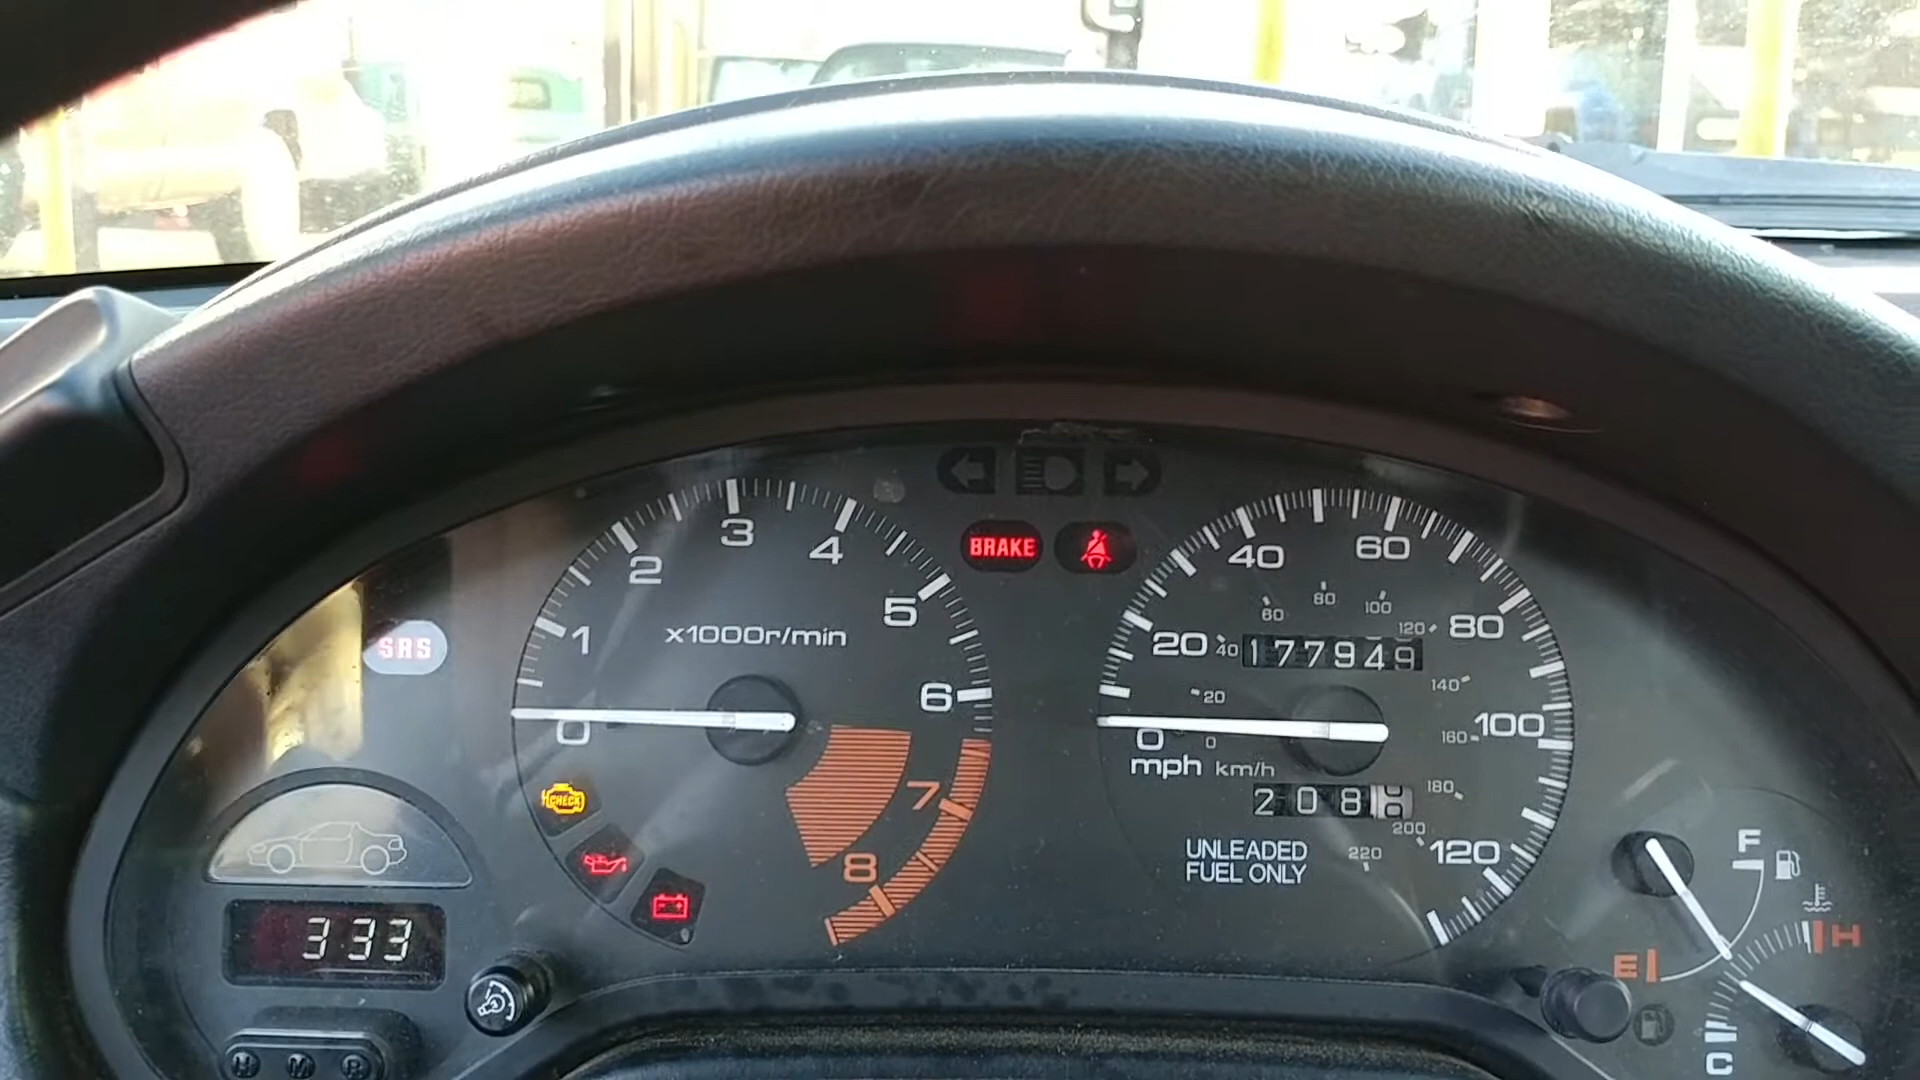 BRAKE
SRS
0 1 2 3 4 5 6 7 8
x1000r/min
CHECK
333
H M R
0 20 40 60 80 100 120
mph
0 20 40 60 80 100 120 140 160 180 200 220
km/h
177949
208
UNLEADED
FUEL ONLY
F
E
H
C